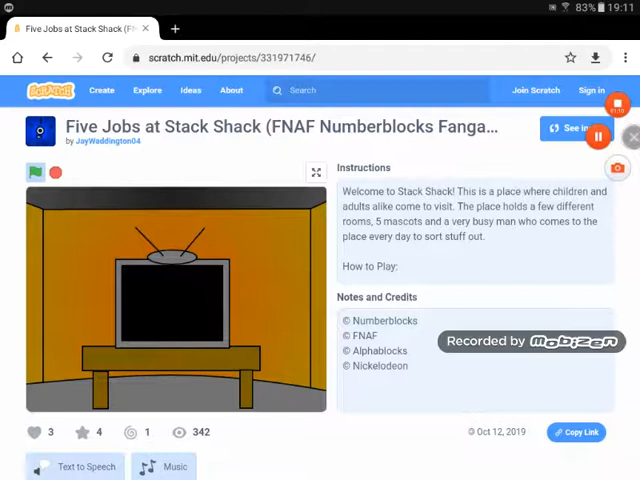 83% 19:11
Five Jobs at Stack Shack (FN
scratch.mit.edu/projects/331971746/
SCRATCH Create Explore Ideas About Search Join Scratch Sign in
01:10
Five Jobs at Stack Shack (FNAF Numberblocks Fanga...
by JayWaddington04
See in
Instructions
Welcome to Stack Shack! This is a place where children and
adults alike come to visit. The place holds a few different
rooms, 5 mascots and a very busy man who comes to the
place every day to sort stuff out.
How to Play:
Notes and Credits
© Numberblocks
© FNAF
© Alphablocks
© Nickelodeon
Recorded by mobizen
3 4 1 342
© Oct 12, 2019 Copy Link
Text to Speech Music